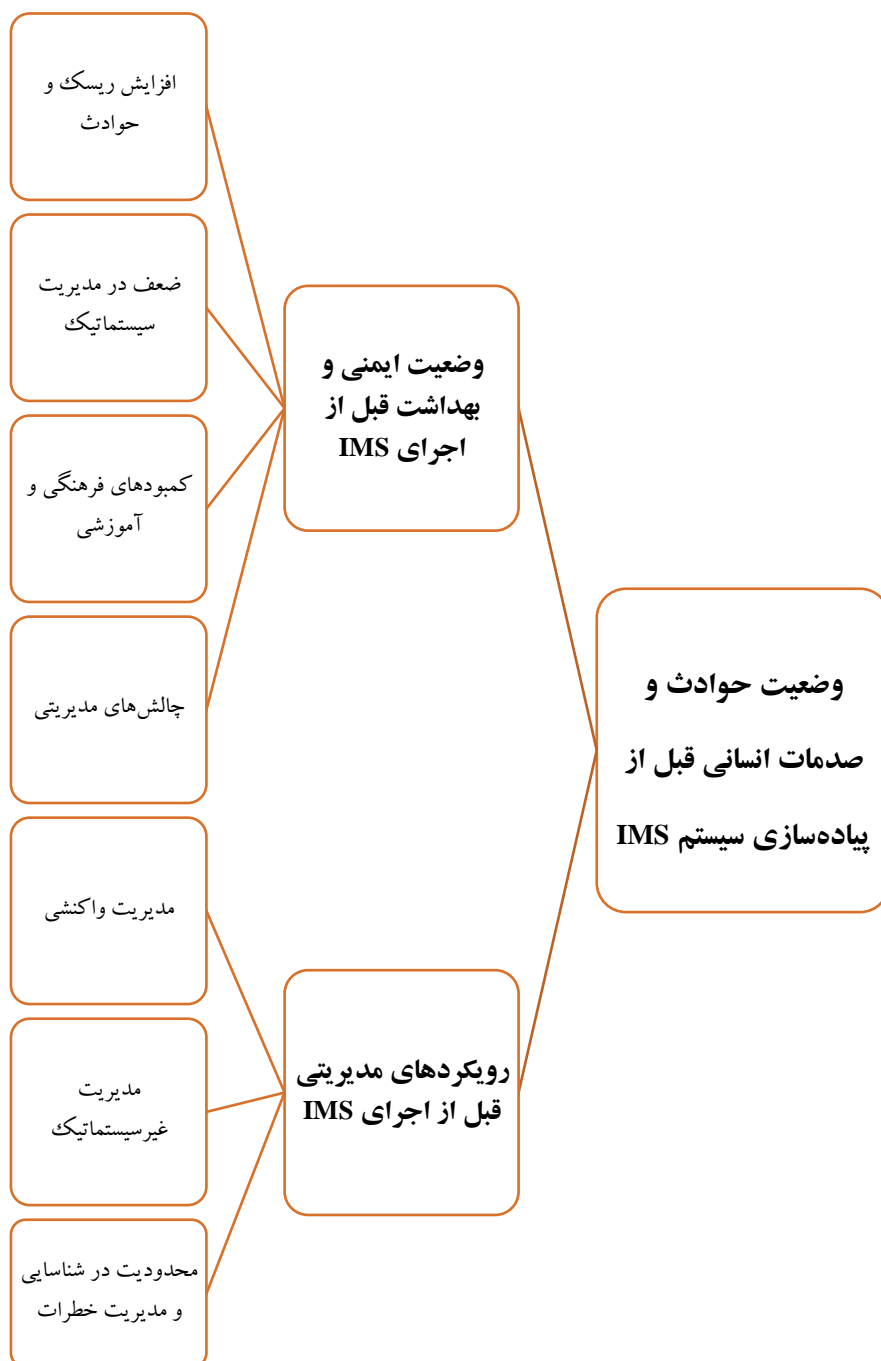 وضعیت حوادث و
صدمات انسانی قبل از
پیاده‌سازی سیستم IMS
وضعیت ایمنی و
بهداشت قبل از
اجرای IMS
افزایش ریسک و
حوادث
ضعف در مدیریت
سیستماتیک
کمبودهای فرهنگی و
آموزشی
چالش‌های مدیریتی
رویکردهای مدیریتی
قبل از اجرای IMS
مدیریت واکنشی
مدیریت
غیرسیستماتیک
محدودیت در شناسایی
و مدیریت خطرات